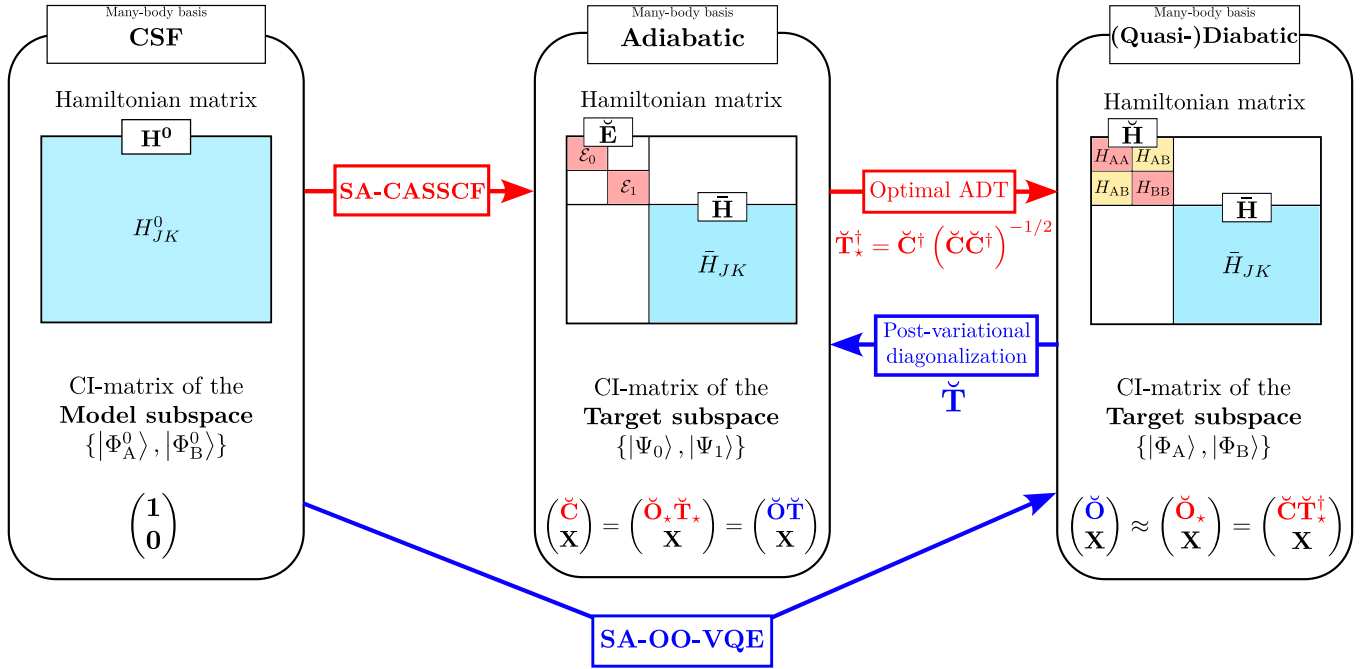 Many-body basis
CSF
Hamiltonian matrix
H⁰
H⁰_JK
CI-matrix of the
Model subspace
{|Φ⁰_A⟩, |Φ⁰_B⟩}
(1
0)
SA-CASSCF
Many-body basis
Adiabatic
Hamiltonian matrix
Ĕ
ℰ₀
ℰ₁
H̄
H̄_JK
CI-matrix of the
Target subspace
{|Ψ₀⟩, |Ψ₁⟩}
(C̆) = (Ŏ⋆T̆⋆) = (ŎT̆)
(X) = (X) = (X)
Optimal ADT
T̆⋆† = C̆† (C̆C̆†)^−1/2
Post-variational
diagonalization
T̆
Many-body basis
(Quasi-)Diabatic
Hamiltonian matrix
H̆
H_AA H_AB
H_AB H_BB
H̄
H̄_JK
CI-matrix of the
Target subspace
{|Φ_A⟩, |Φ_B⟩}
(Ŏ) ≈ (Ŏ⋆) = (C̆T̆⋆†)
(X) ≈ (X) = (X)
SA-OO-VQE